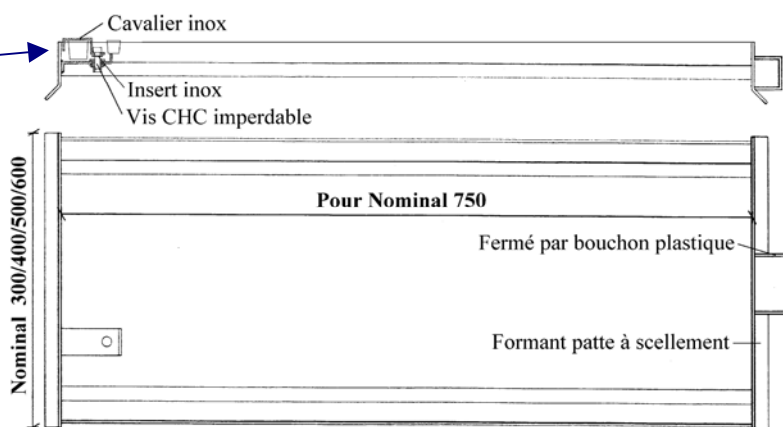 Cavalier inox
Insert inox
Vis CHC imperdable
Pour Nominal 750
Nominal 300/400/500/600
Fermé par bouchon plastique
Formant patte à scellement